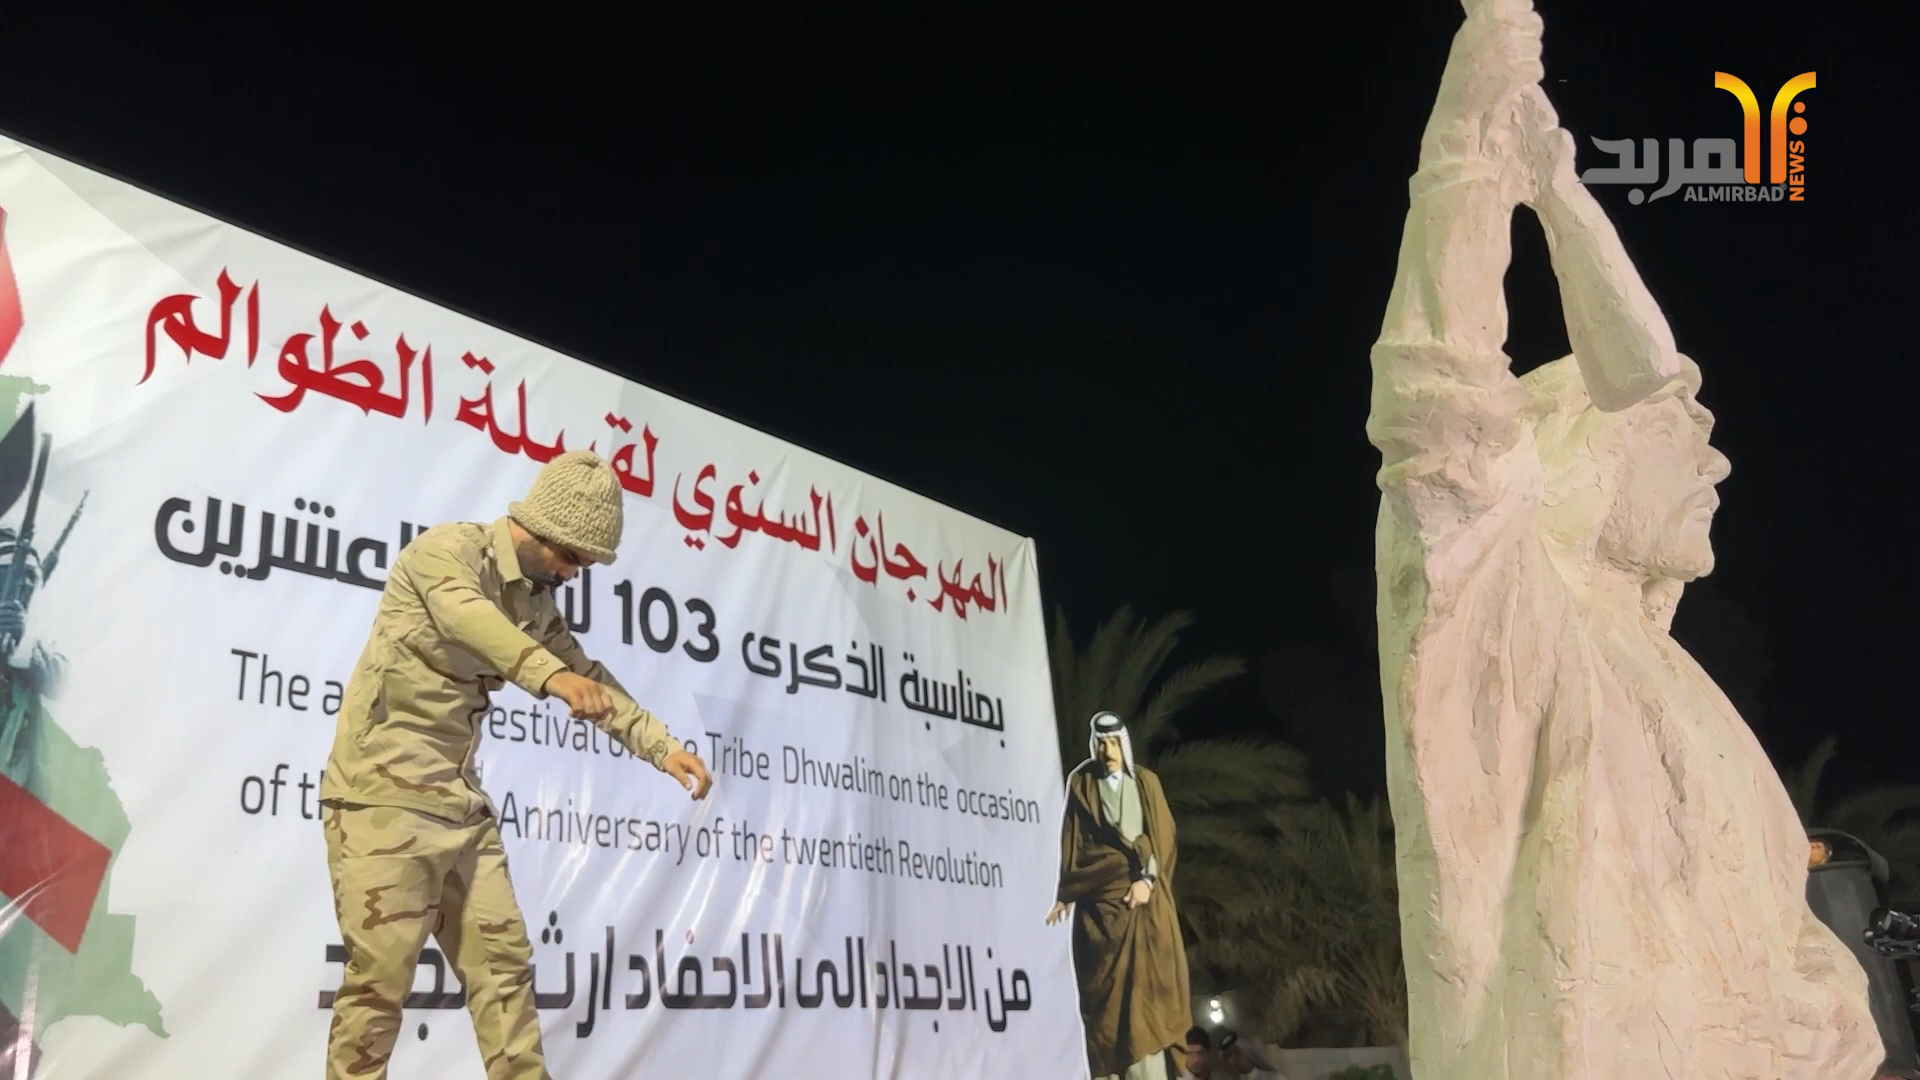 المربد
ALMIRBAD
NEWS
المهرجان السنوي لقبيلة الظوالم
بمناسبة الذكرى 103 العشرين
The a estival of Tribe Dhwalim on the occasion
of Anniversary of the twentieth Revolution
من الاجداد الى الاحفاد ارث